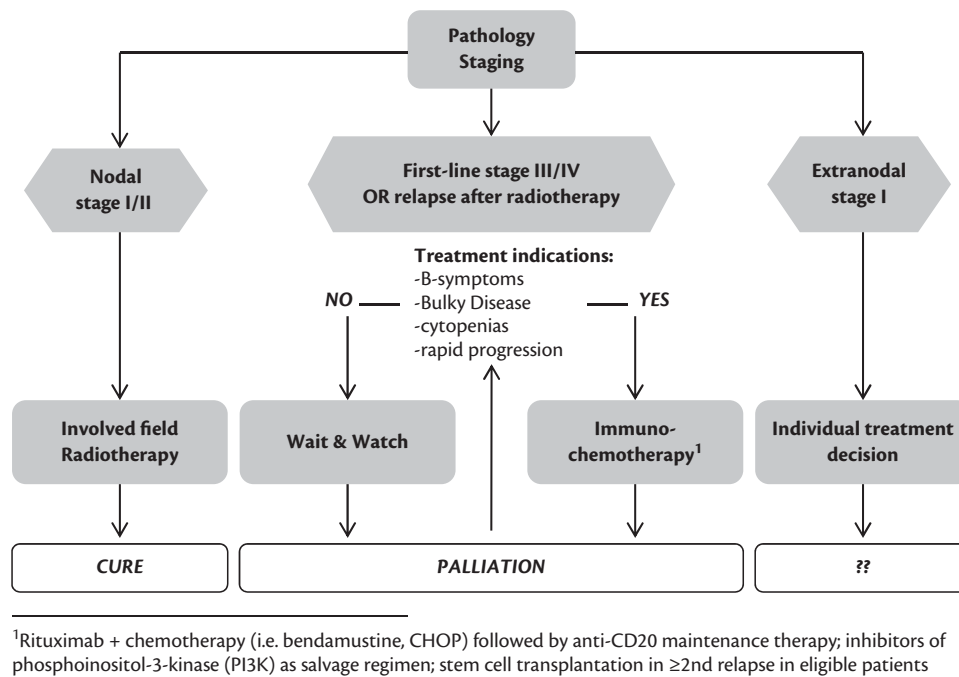 Pathology
Staging
Nodal
stage I/II
First-line stage III/IV
OR relapse after radiotherapy
Extranodal
stage I
Treatment indications:
-B-symptoms
-Bulky Disease
-cytopenias
-rapid progression
NO
YES
Involved field
Radiotherapy
Wait & Watch
Immuno-
chemotherapy¹
Individual treatment
decision
CURE
PALLIATION
??
¹Rituximab + chemotherapy (i.e. bendamustine, CHOP) followed by anti-CD20 maintenance therapy; inhibitors of
phosphoinositol-3-kinase (PI3K) as salvage regimen; stem cell transplantation in ≥2nd relapse in eligible patients